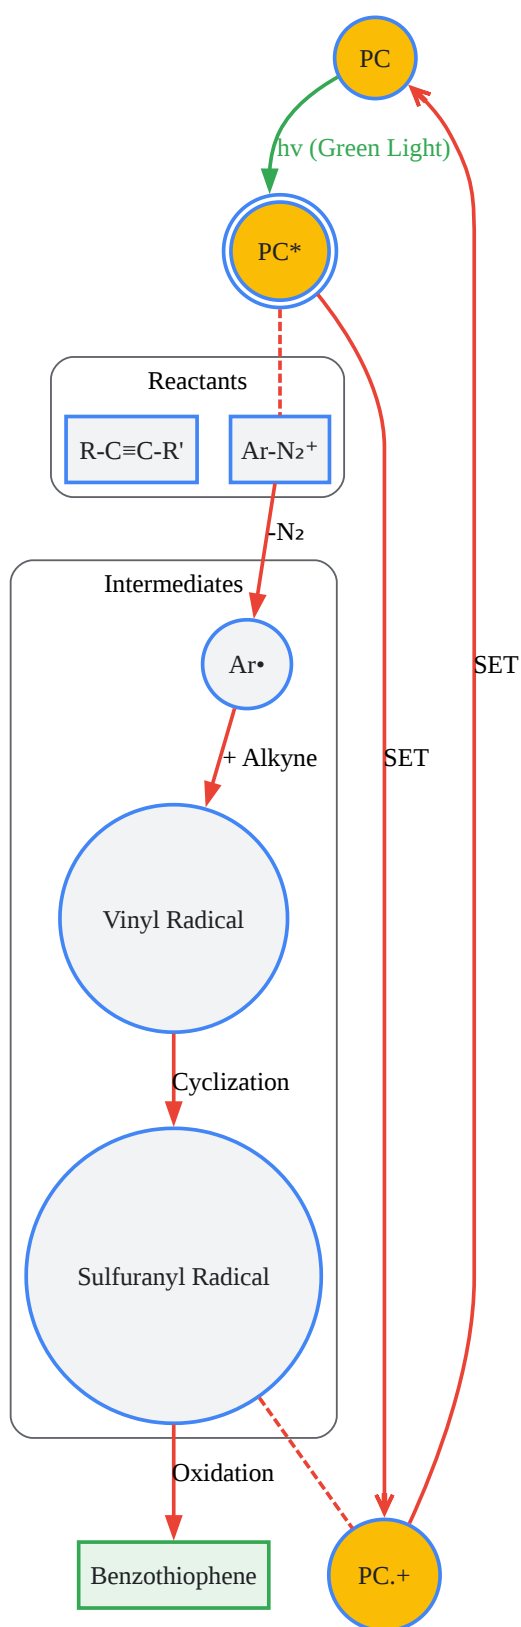 PC
hv (Green Light)
PC*
Reactants
R-C≡C-R'
Ar-N₂⁺
-N₂
Intermediates
Ar•
SET
+ Alkyne
SET
Vinyl Radical
Cyclization
Sulfuranyl Radical
Oxidation
Benzothiophene
PC.+